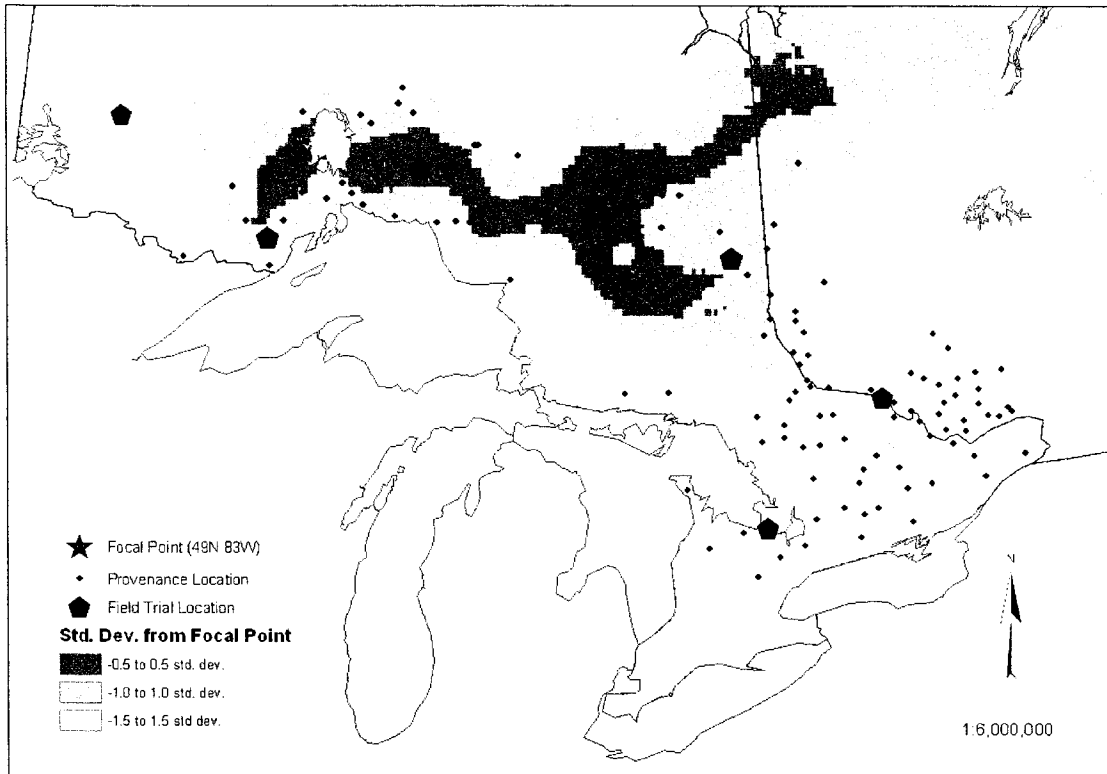 Focal Point (49N 83W)
Provenance Location
Field Trial Location
Std. Dev. from Focal Point
-0.5 to 0.5 std. dev.
-1.0 to 1.0 std. dev.
-1.5 to 1.5 std dev.
N
1:6,000,000